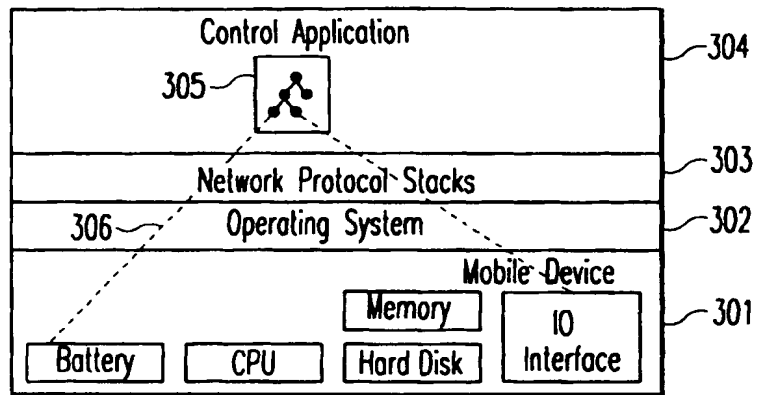 Control Application
304
305
303
Network Protocol Stacks
306
Operating System
302
Mobile Device
Memory
IO
Interface
301
Battery
CPU
Hard Disk